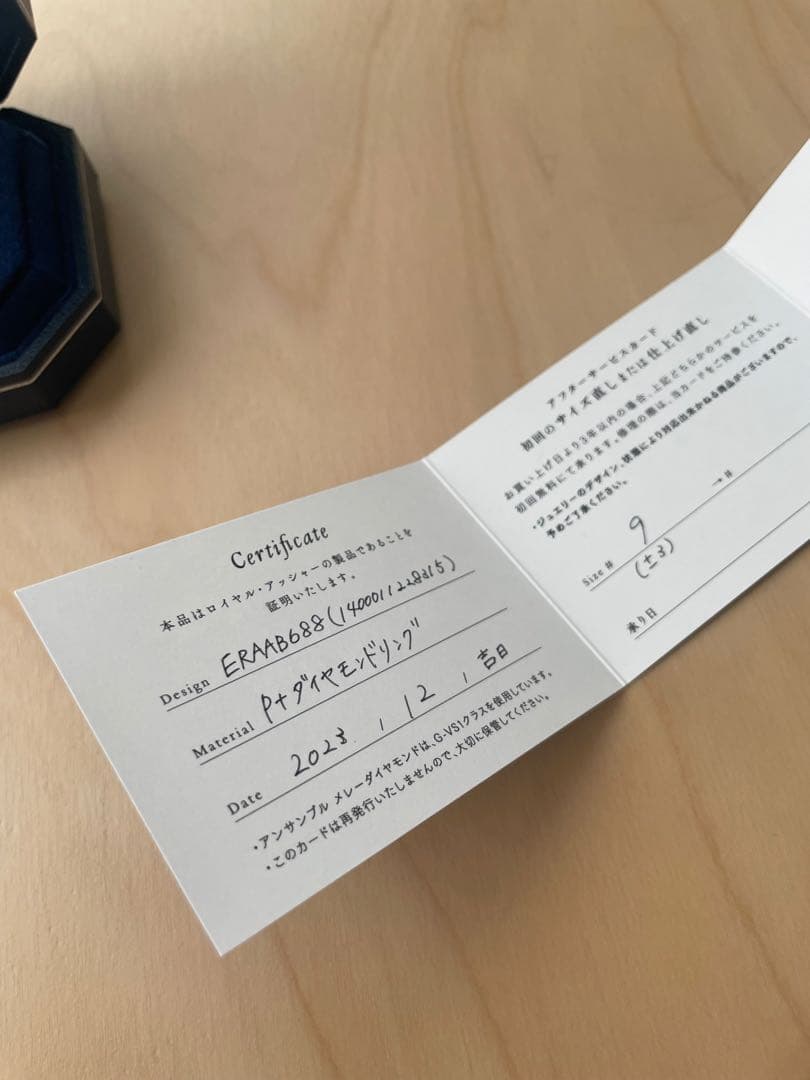 Certificate
本品はロイヤル・アッシャーの製品であることを
証明いたします。
Design ERAAB688(1400011228315)
Material Pt ダイヤモンドリング
Date 2023 . 12 . 吉日
・アンサンブル メレーダイヤモンドは、G-VS1クラスを使用しています。
・このカードは再発行いたしませんので、大切に保管してください。
アフターサービスカード
初回のサイズ直しまたは仕上げ直し
お買い上げ日より3年以内の場合、上記どちらかのサービスを
初回無料にて承ります。修理の際は、当カードをご持参ください。
・ジュエリーのデザイン、状態により対応出来かねる商品がございますので、
予めご了承ください。
Size # 9 →#
(±3)
承り日